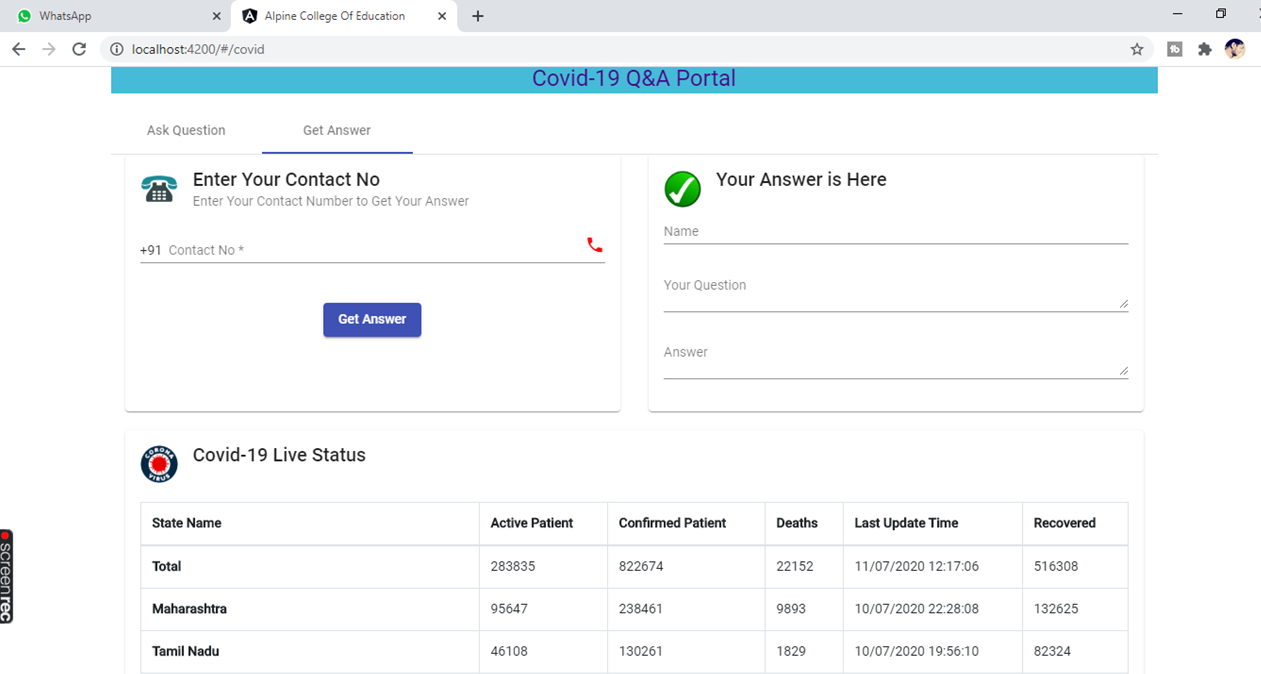 WhatsApp
Alpine College Of Education
localhost:4200/#/covid
Covid-19 Q&A Portal
Ask Question Get Answer
Enter Your Contact No
Enter Your Contact Number to Get Your Answer
+91 Contact No *
Get Answer
Your Answer is Here
Name
Your Question
Answer
CORONA VIRUS
Covid-19 Live Status
State Name Active Patient Confirmed Patient Deaths Last Update Time Recovered
Total 283835 822674 22152 11/07/2020 12:17:06 516308
Maharashtra 95647 238461 9893 10/07/2020 22:28:08 132625
Tamil Nadu 46108 130261 1829 10/07/2020 19:56:10 82324
screenrec